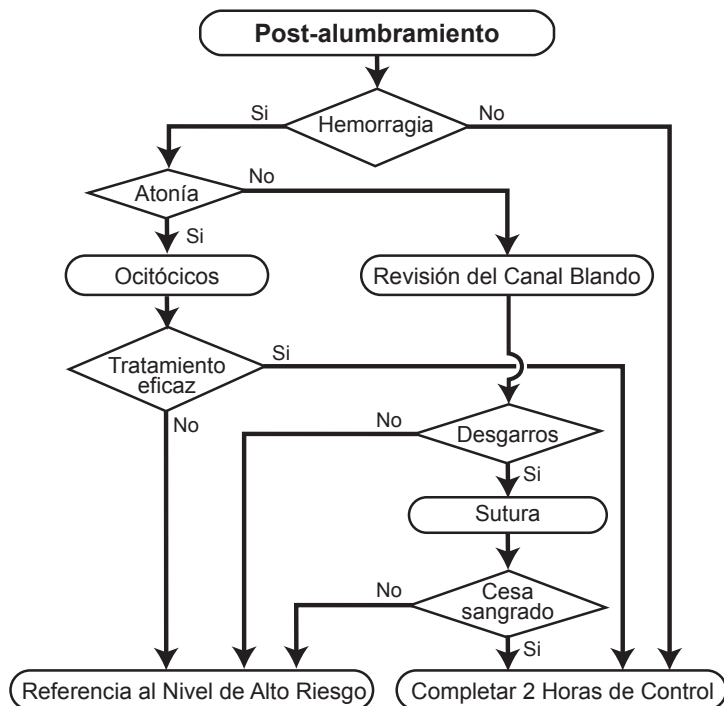 Post-alumbramiento
Hemorragia
Si
No
Atonía
No
Si
Ocitócicos
Revisión del Canal Blando
Tratamiento
eficaz
Si
No
Desgarros
No
Si
Sutura
Cesa
sangrado
No
Si
Referencia al Nivel de Alto Riesgo
Completar 2 Horas de Control